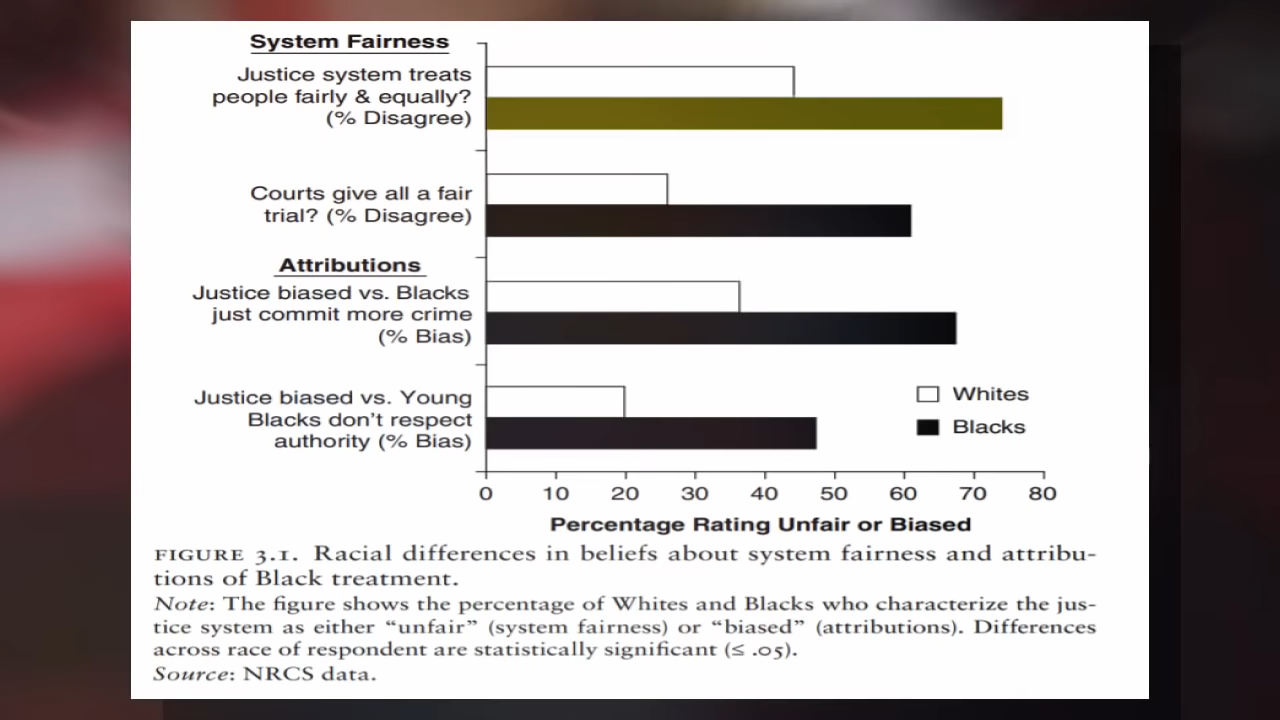 System Fairness
Justice system treats
people fairly & equally?
(% Disagree)
Courts give all a fair
trial? (% Disagree)
Attributions
Justice biased vs. Blacks
just commit more crime
(% Bias)
Justice biased vs. Young
Blacks don't respect
authority (% Bias)
Whites
Blacks
0 10 20 30 40 50 60 70 80
Percentage Rating Unfair or Biased
FIGURE 3.1. Racial differences in beliefs about system fairness and attribu-
tions of Black treatment.
Note: The figure shows the percentage of Whites and Blacks who characterize the jus-
tice system as either “unfair” (system fairness) or “biased” (attributions). Differences
across race of respondent are statistically significant (≤ .05).
Source: NRCS data.